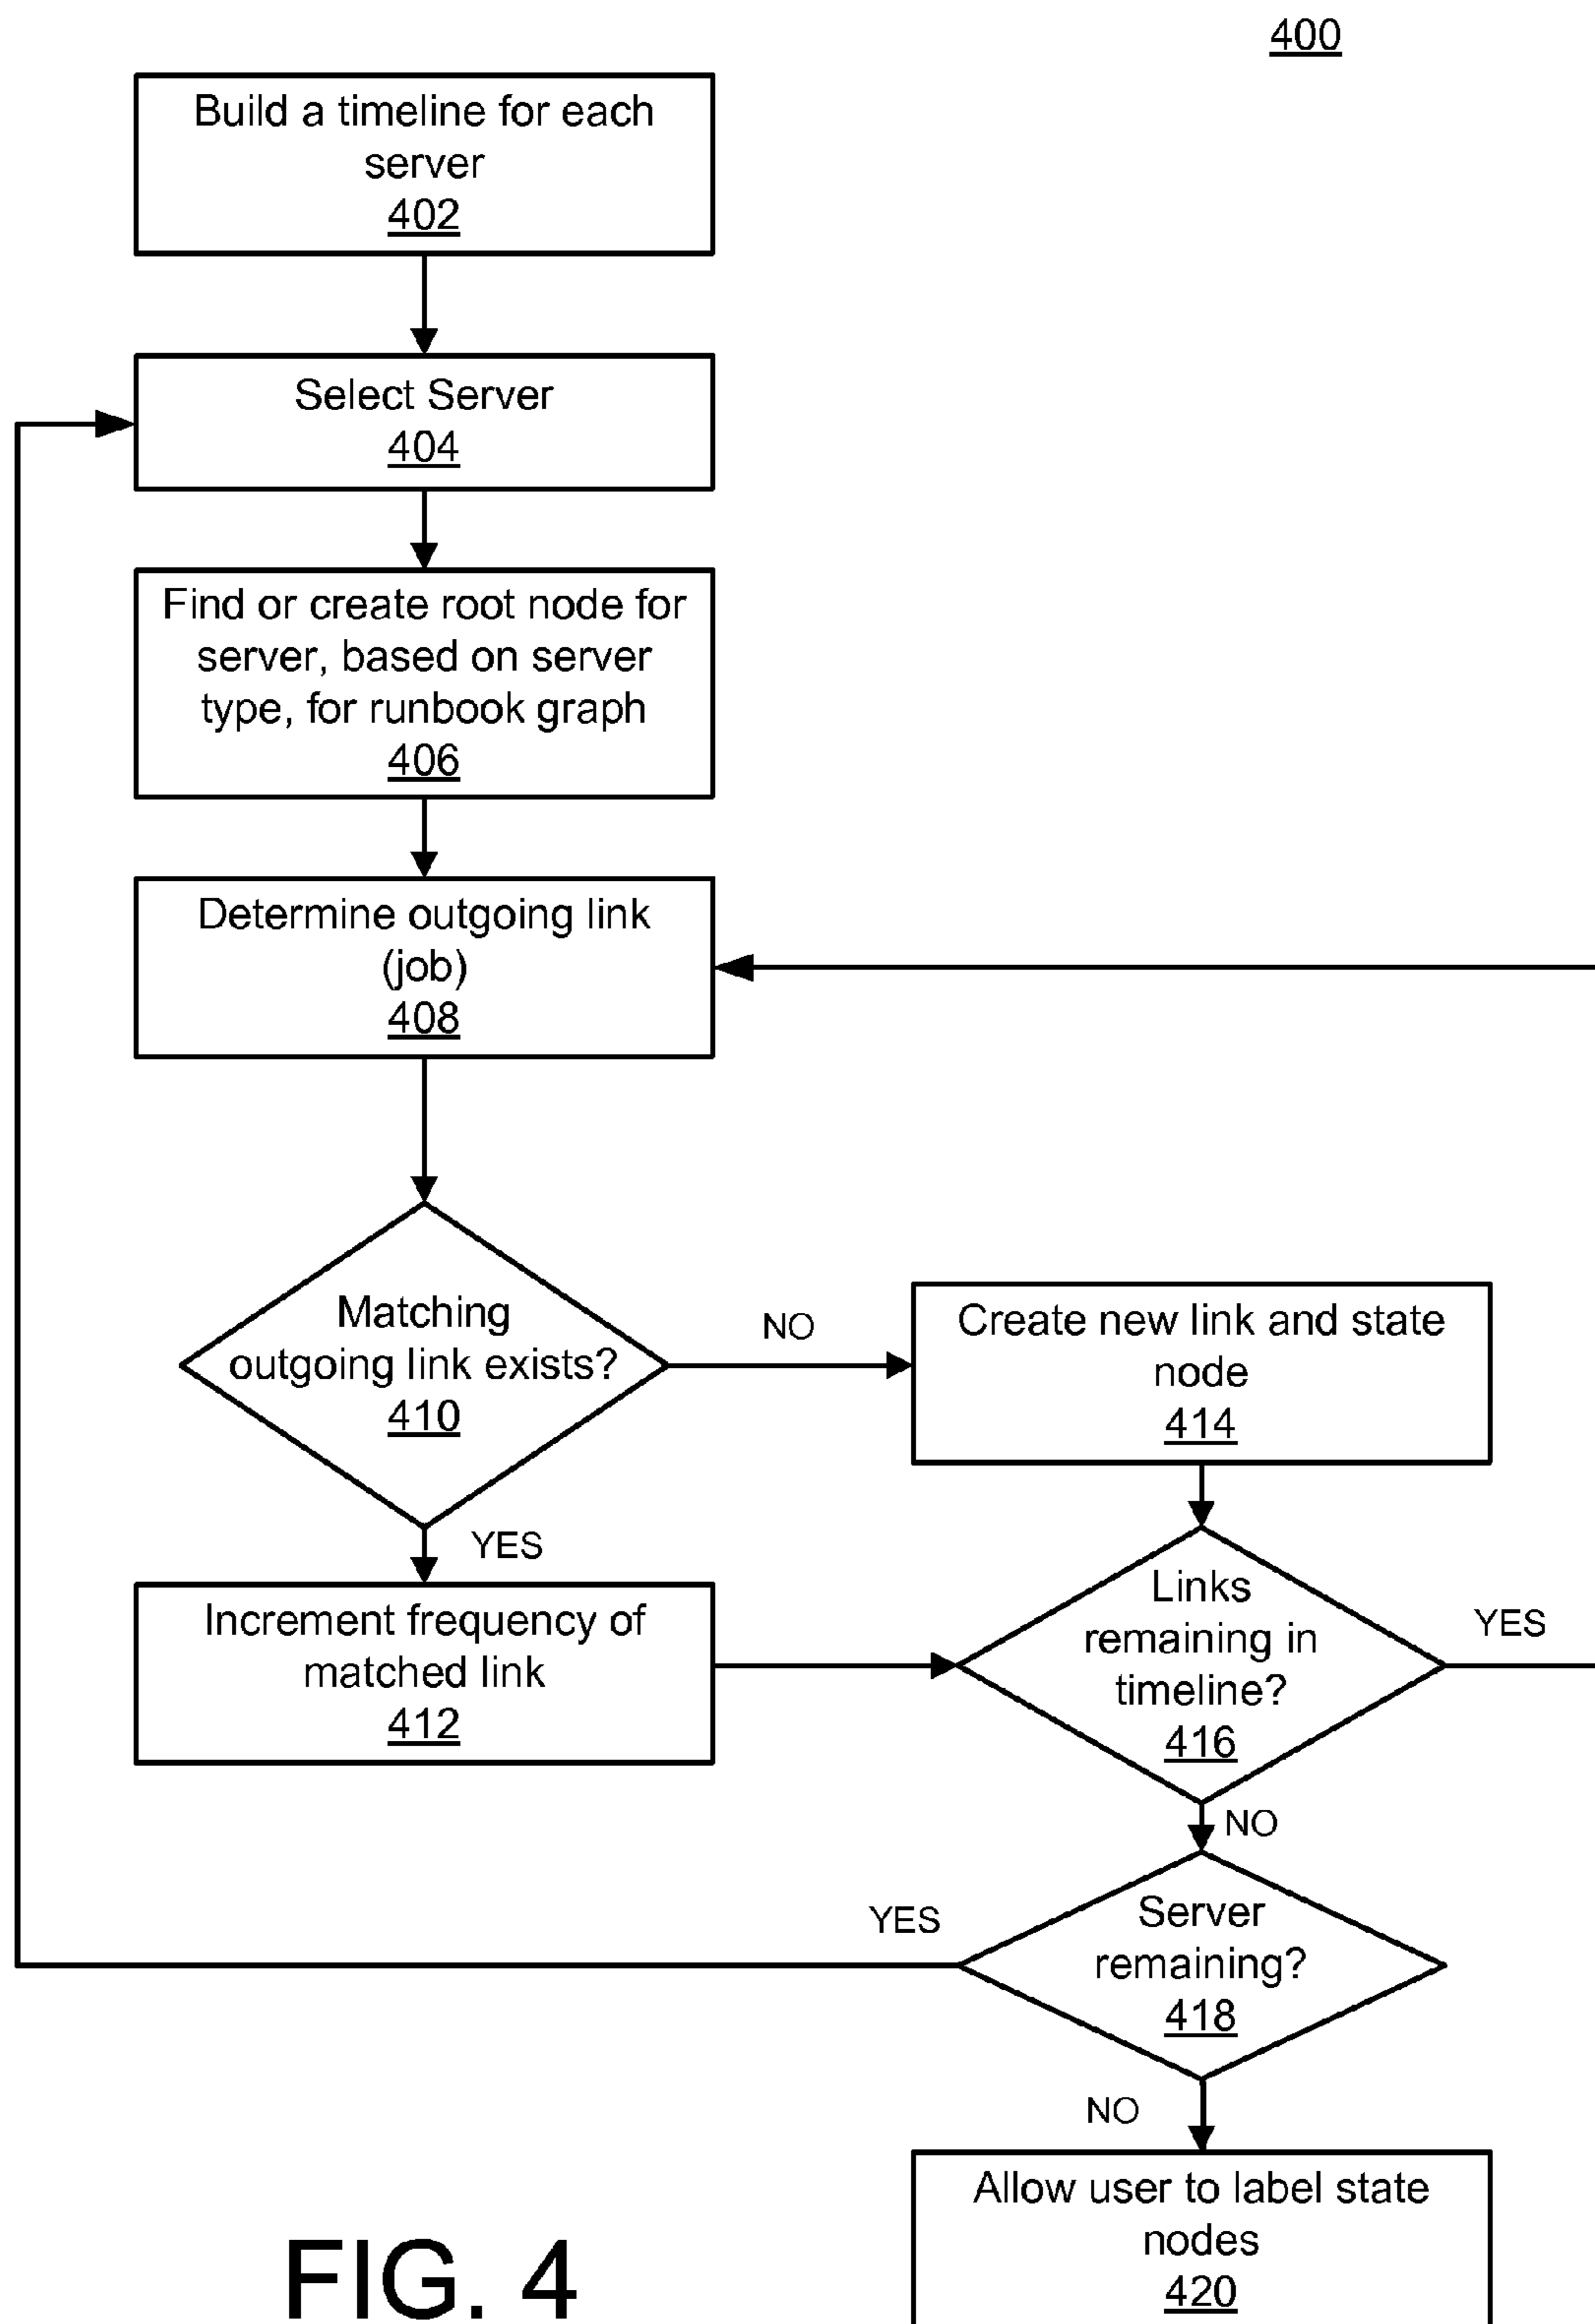 400
Build a timeline for each
server
402
Select Server
404
Find or create root node for
server, based on server
type, for runbook graph
406
Determine outgoing link
(job)
408
Matching
outgoing link exists?
410
NO
Create new link and state
node
414
YES
Increment frequency of
matched link
412
Links
remaining in
timeline?
416
YES
NO
Server
remaining?
418
YES
NO
Allow user to label state
nodes
420
FIG. 4